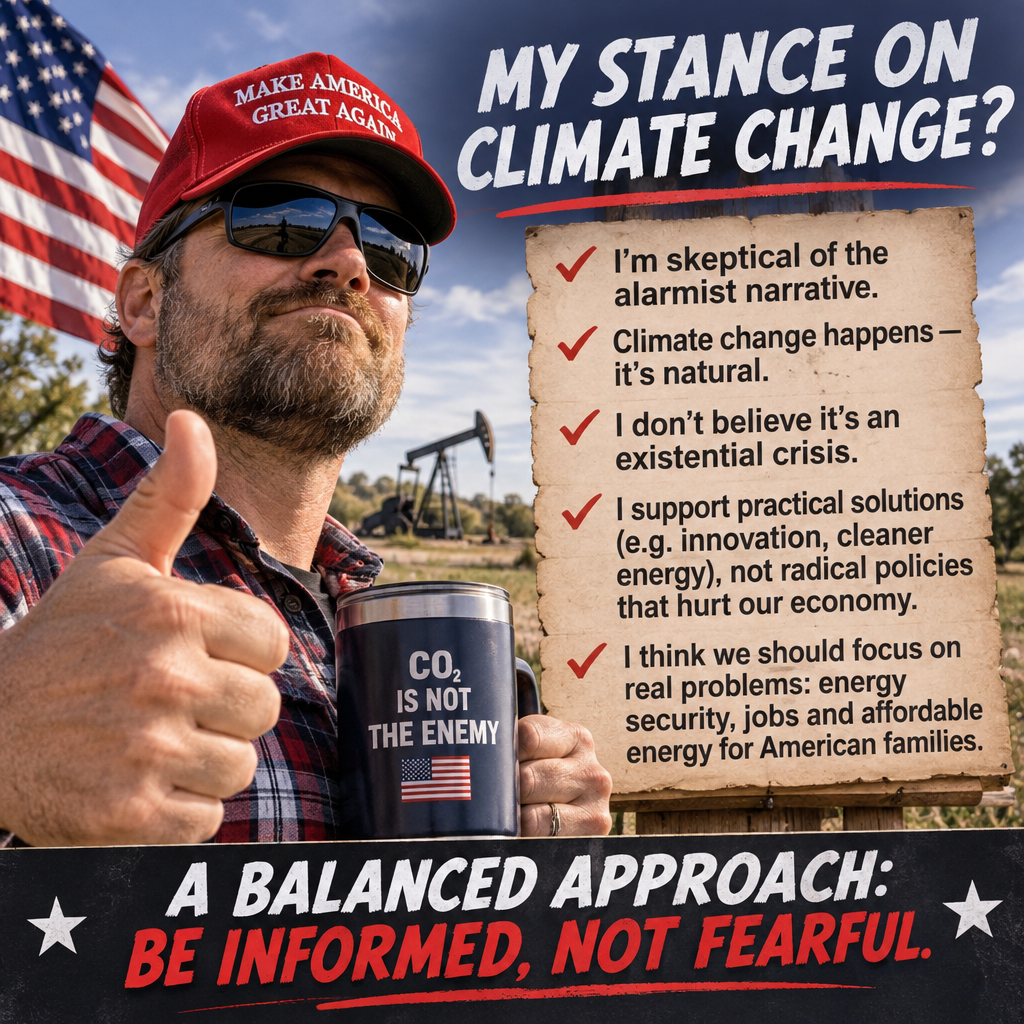 MAKE AMERICA
GREAT AGAIN
MY STANCE ON
CLIMATE CHANGE?
I'm skeptical of the
alarmist narrative.
Climate change happens —
it's natural.
I don't believe it's an
existential crisis.
I support practical solutions
(e.g. innovation, cleaner
energy), not radical policies
that hurt our economy.
I think we should focus on
real problems: energy
security, jobs and affordable
energy for American families.
CO₂
IS NOT
THE ENEMY
A BALANCED APPROACH:
BE INFORMED, NOT FEARFUL.